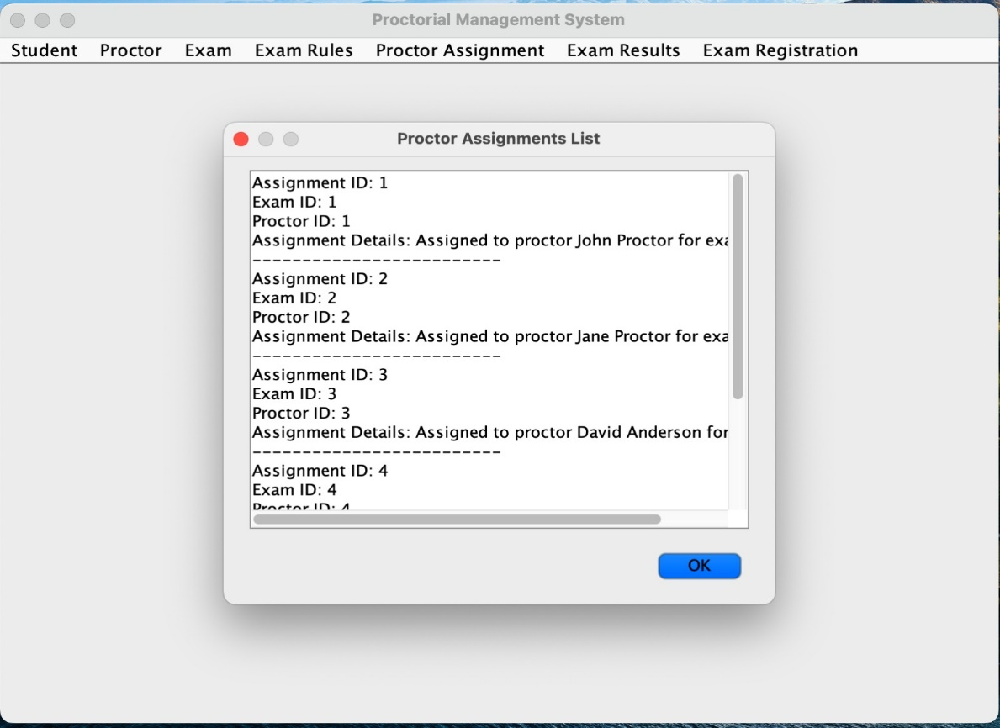 Proctorial Management System
Student Proctor Exam Exam Rules Proctor Assignment Exam Results Exam Registration
Proctor Assignments List
Assignment ID: 1
Exam ID: 1
Proctor ID: 1
Assignment Details: Assigned to proctor John Proctor for exa
-------------------------
Assignment ID: 2
Exam ID: 2
Proctor ID: 2
Assignment Details: Assigned to proctor Jane Proctor for exa
-------------------------
Assignment ID: 3
Exam ID: 3
Proctor ID: 3
Assignment Details: Assigned to proctor David Anderson for
-------------------------
Assignment ID: 4
Exam ID: 4
Proctor ID: 4
OK